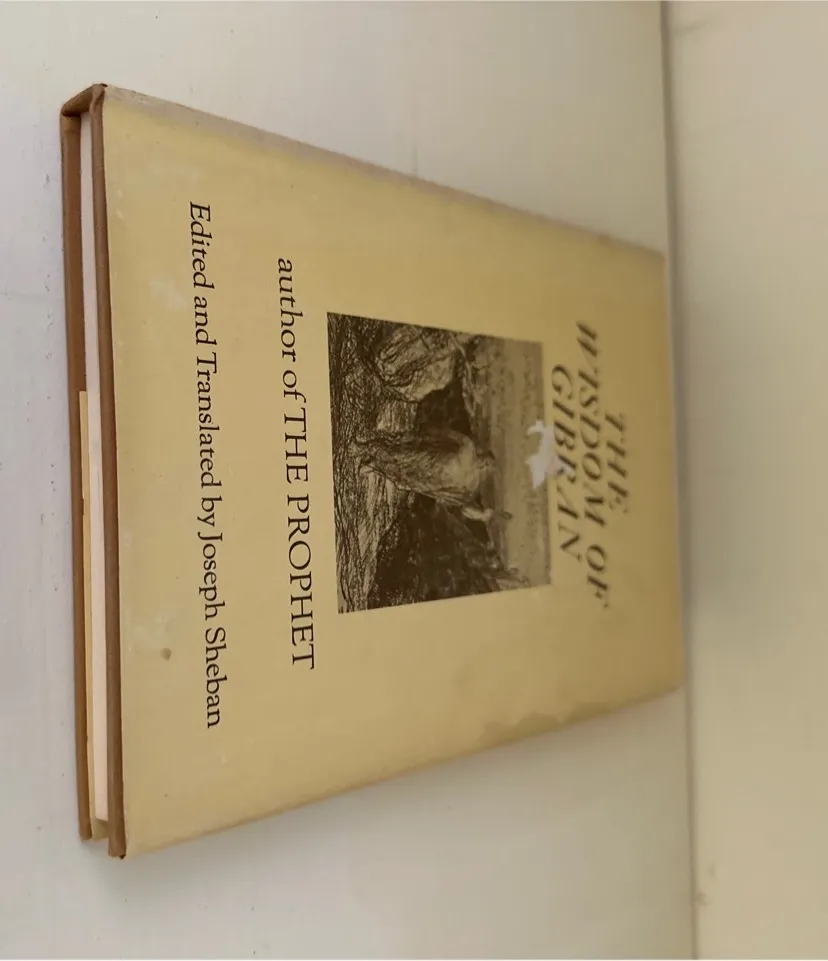 THE
WISDOM OF
GIBRAN
author of THE PROPHET
Edited and Translated by Joseph Sheban